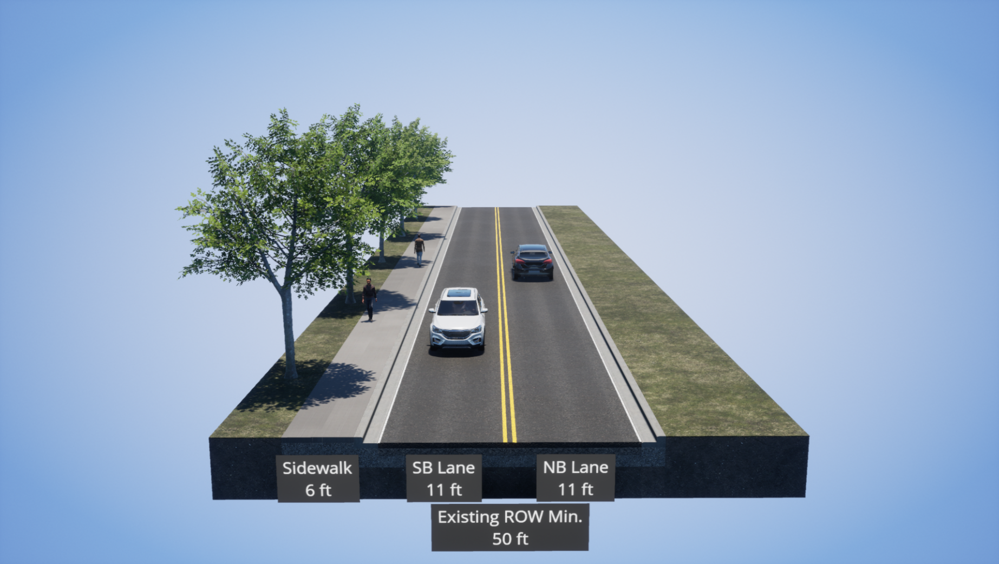 Sidewalk
6 ft
SB Lane
11 ft
NB Lane
11 ft
Existing ROW Min.
50 ft